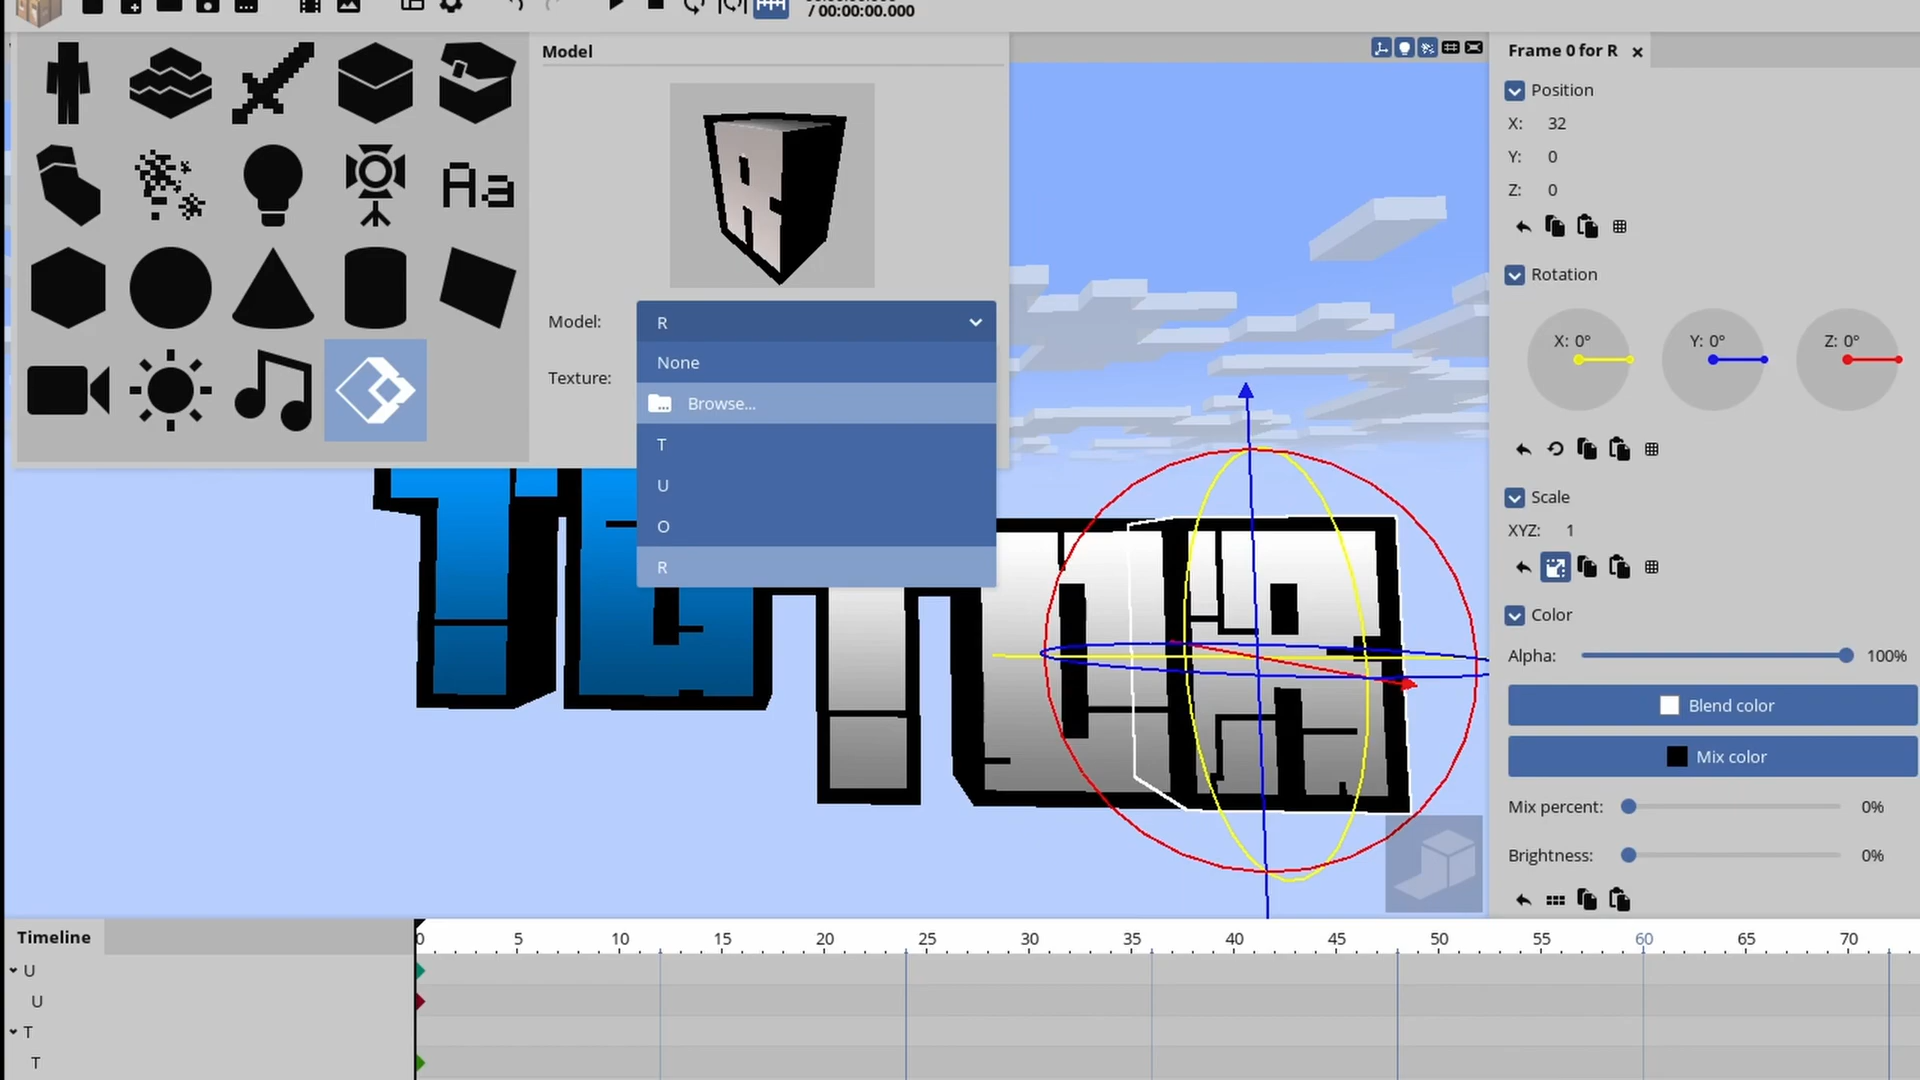 / 00:00:00.000
Model
Frame 0 for R
Position
X: 32
Y: 0
Z: 0
Rotation
X: 0°
Y: 0°
Z: 0°
Scale
XYZ: 1
Color
Alpha: 100%
Blend color
Mix color
Mix percent: 0%
Brightness: 0%
Aa
R
Model: R
None
Texture:
Browse...
T
U
O
R
T U
T O R
Timeline
0 5 10 15 20 25 30 35 40 45 50 55 60 65 70
U
U
T
T